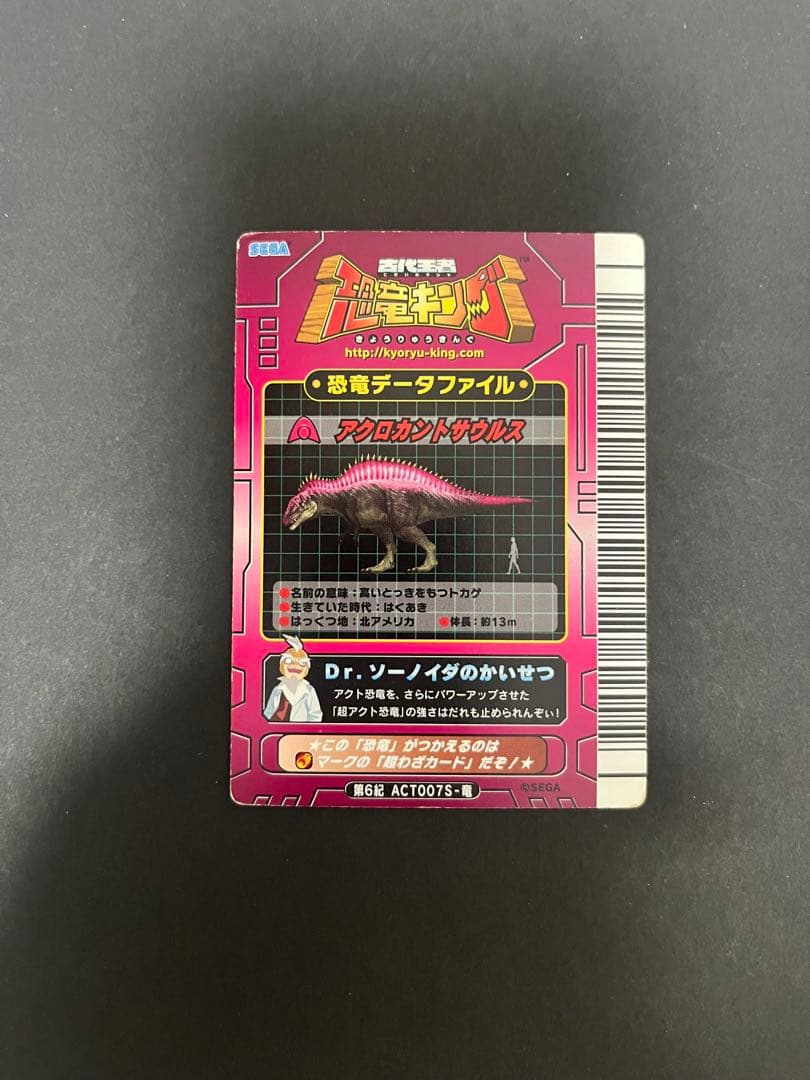 SEGA
古代王者
恐竜キング
TM
きょうりゅうきんぐ
http://kyoryu-king.com
恐竜データファイル
アクロカントサウルス
名前の意味：高いとっきをもつトカゲ
生きていた時代：はくあき
はっくつ地：北アメリカ ●体長：約13m
Dr.ソーノイダのかいせつ
アクト恐竜を、さらにパワーアップさせた
「超アクト恐竜」の強さはだれも止められんぞい！
★この「恐竜」がつかえるのは
マークの「超わざカード」だぞ！★
第6紀 ACT007S-竜
©SEGA